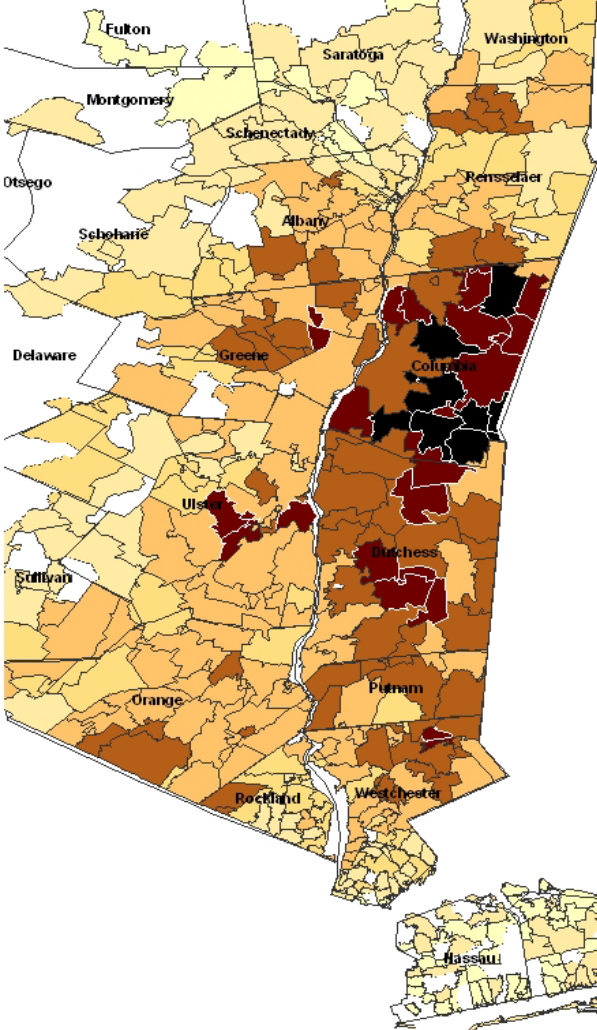 Fulton
Washington
Saratoga
Montgomery
Schenectady
Otsego
Rensselaer
Albany
Schoharie
Delaware
Greene
Columbia
Ulster
Dutchess
Sullivan
Putnam
Orange
Westchester
Rockland
Nassau